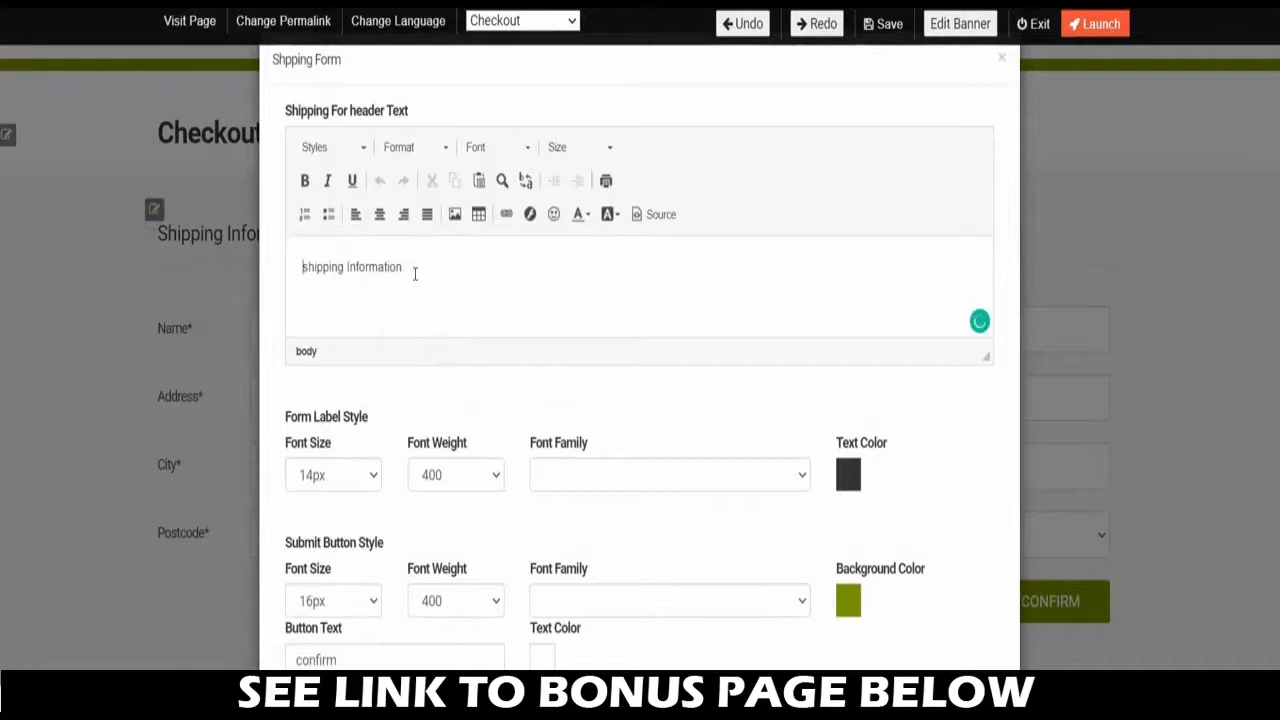 Visit Page Change Permalink Change Language Checkout Undo Redo Save Edit Banner Exit Launch
Shpping Form ×
Shipping For header Text
Checkout
Styles Format Font Size
B I U
Source
Shipping Infor
shipping Information
Name*
body
Address*
Form Label Style
Font Size Font Weight Font Family Text Color
City*
14px 400
Postcode*
Submit Button Style
Font Size Font Weight Font Family Background Color
16px 400
CONFIRM
Button Text Text Color
confirm
SEE LINK TO BONUS PAGE BELOW